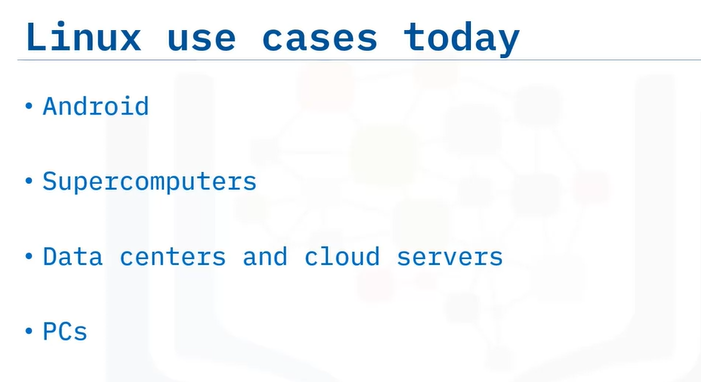 Linux use cases today
• Android
• Supercomputers
• Data centers and cloud servers
• PCs